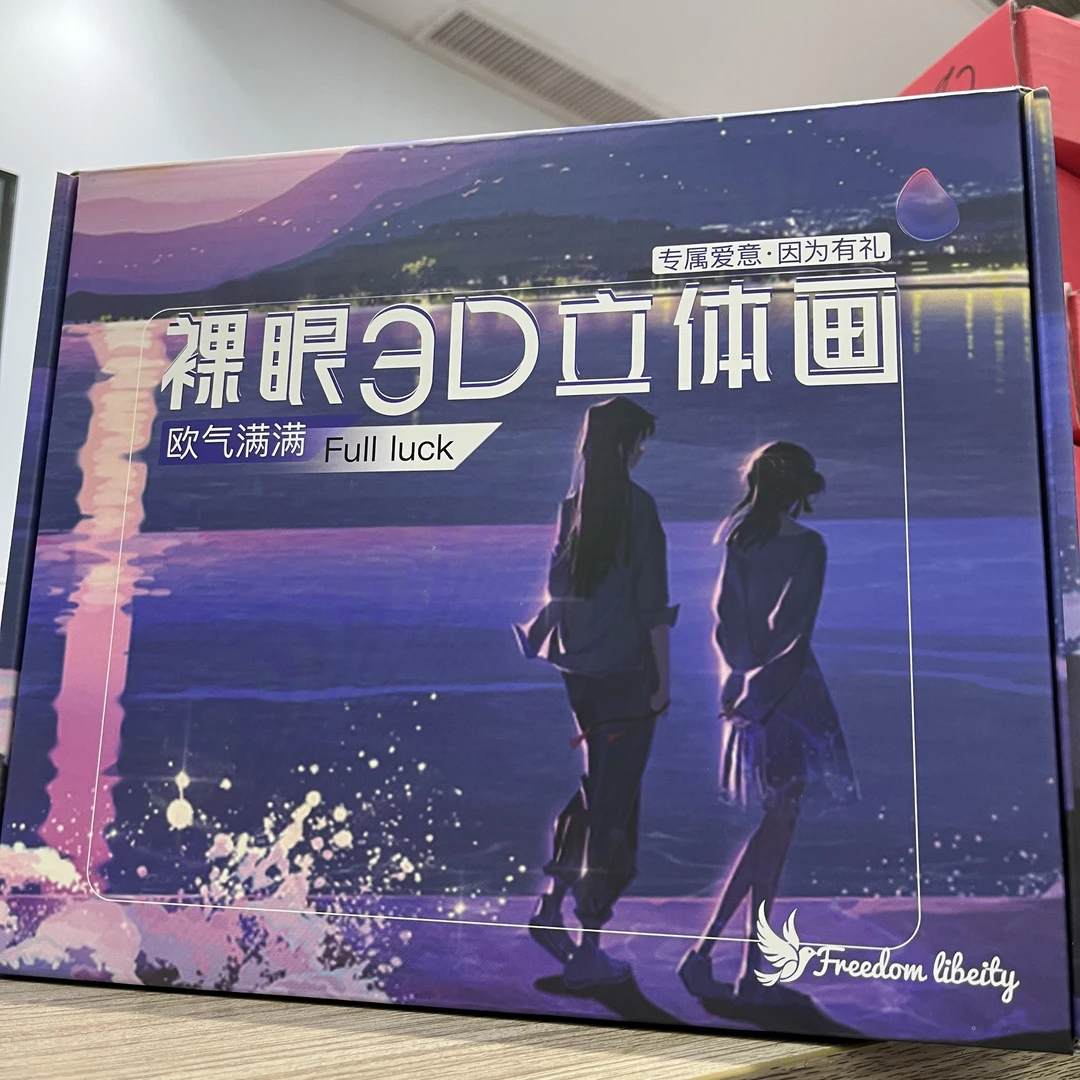 专属爱意·因为有礼
裸眼3D立体画
欧气满满 Full luck
Freedom libeity
12